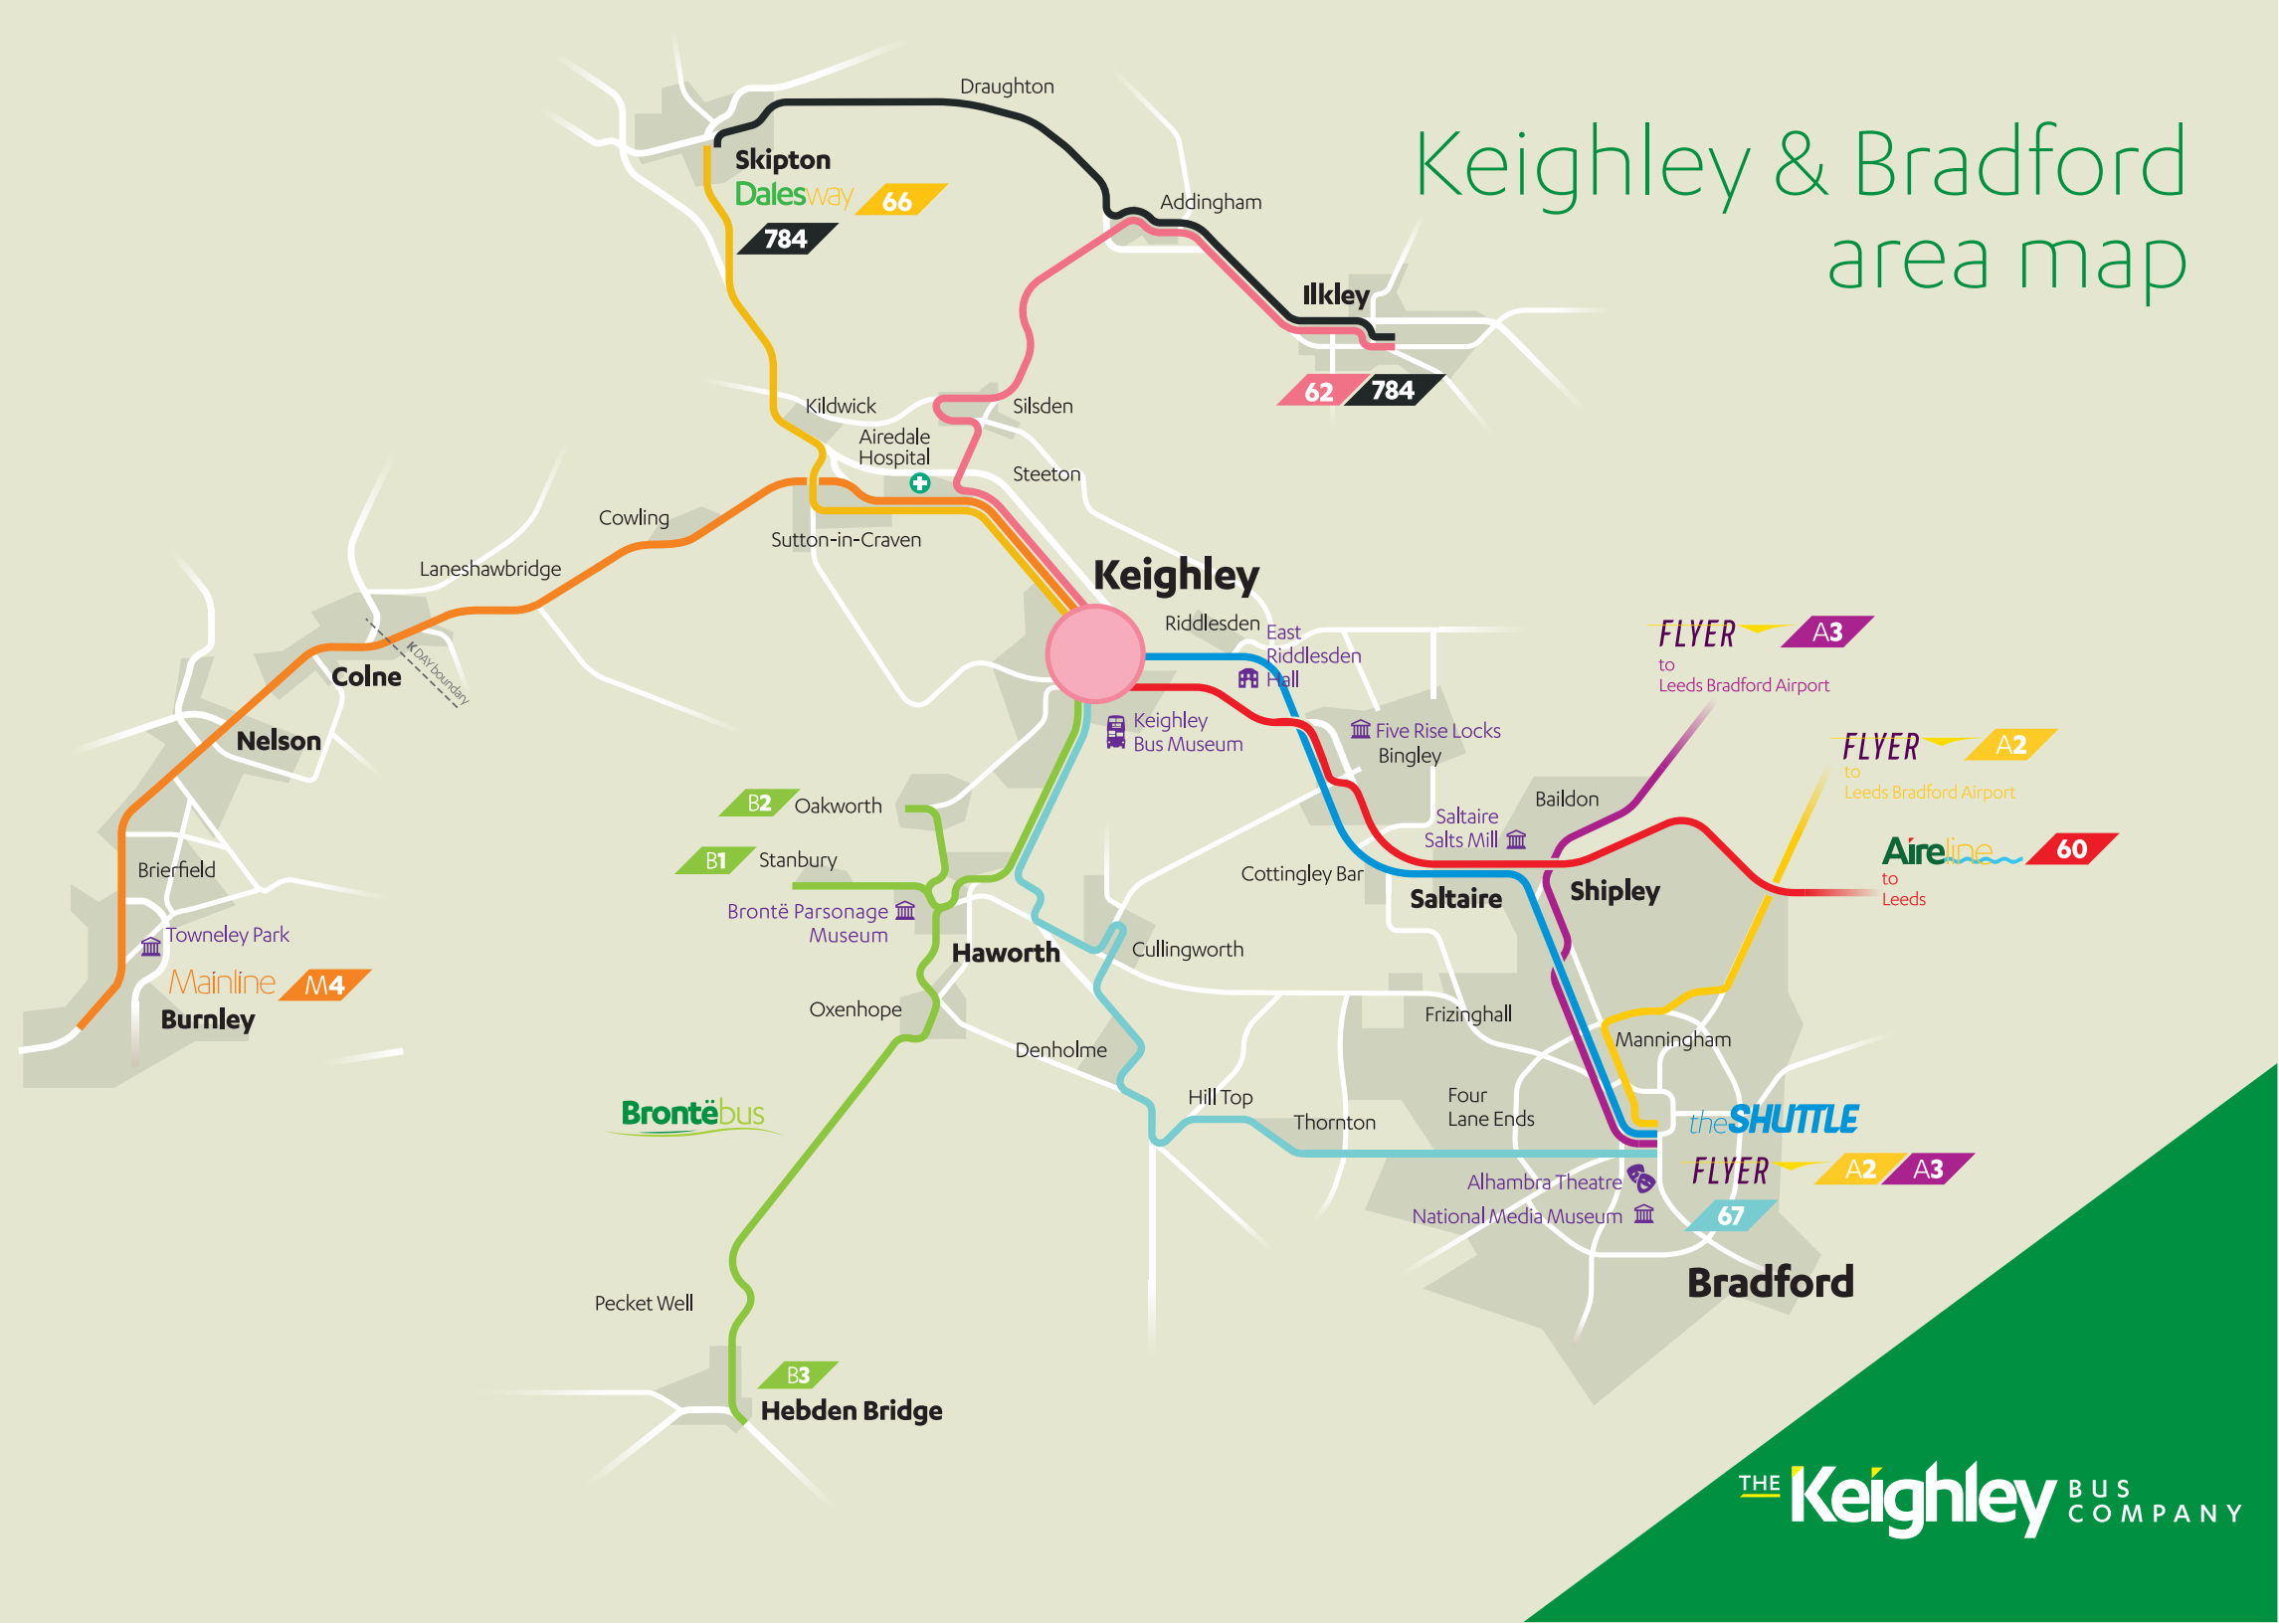 Keighley & Bradford
area map
Draughton
Skipton
Dalesway 66
784
Addingham
Ilkley
62 784
Kildwick
Silsden
Airedale
Hospital
Steeton
Cowling
Sutton-in-Craven
Laneshawbridge
Keighley
Riddlesden
East
Riddlesden
Hall
K DAY boundary
Colne
Nelson
Keighley
Bus Museum
Five Rise Locks
Bingley
FLYER A3
to
Leeds Bradford Airport
FLYER A2
to
Leeds Bradford Airport
B2 Oakworth
B1 Stanbury
Baildon
Saltaire
Salts Mill
Aireline 60
to
Leeds
Brierfield
Cottingley Bar
Saltaire
Shipley
Brontë Parsonage
Museum
Towneley Park
Haworth
Cullingworth
Mainline M4
Burnley
Oxenhope
Frizinghall
Denholme
Manningham
Brontëbus
Hill Top
Thornton
Four
Lane Ends
theSHUTTLE
FLYER A2 A3
Alhambra Theatre
National Media Museum
67
Bradford
Pecket Well
B3
Hebden Bridge
THE Keighley BUS
COMPANY